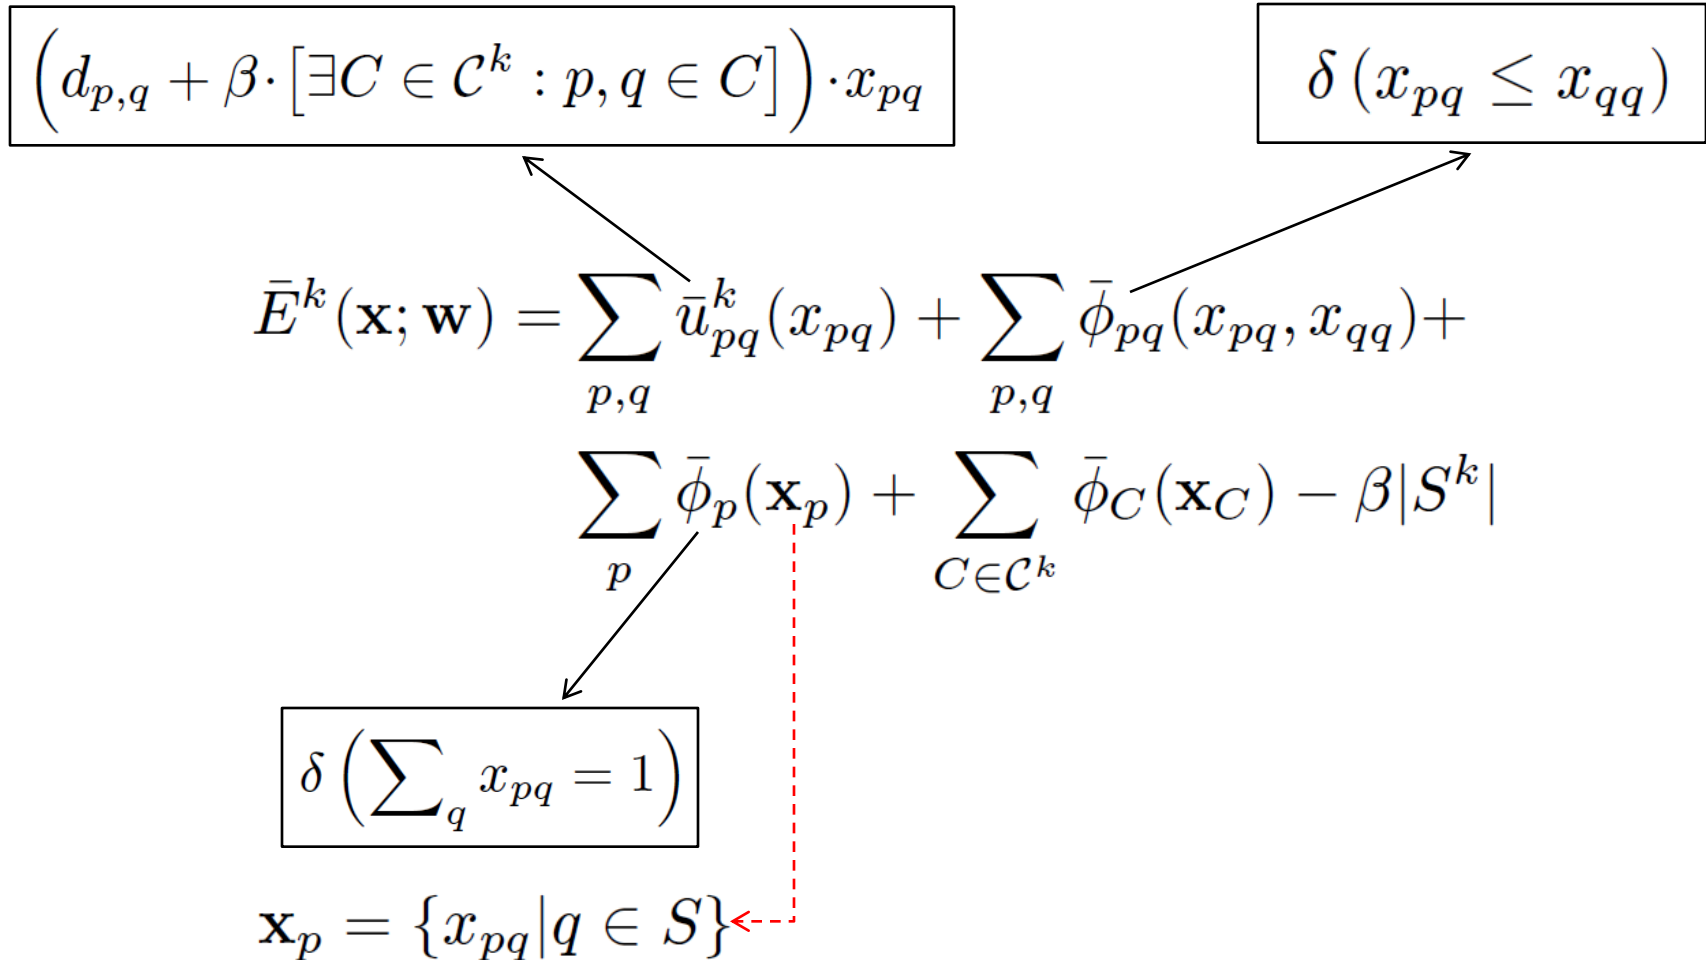 (d_{p,q} + β·[∃C ∈ 𝒞^k : p, q ∈ C])·x_{pq}
δ (x_{pq} ≤ x_{qq})
Ē^k(𝐱; 𝐰) = ∑_{p,q} ū^k_{pq}(x_{pq}) + ∑_{p,q} ϕ̄_{pq}(x_{pq}, x_{qq})+
∑_p ϕ̄_p(𝐱_p) + ∑_{C∈𝒞^k} ϕ̄_C(𝐱_C) − β|S^k|
δ (∑_q x_{pq} = 1)
𝐱_p = {x_{pq}|q ∈ S}